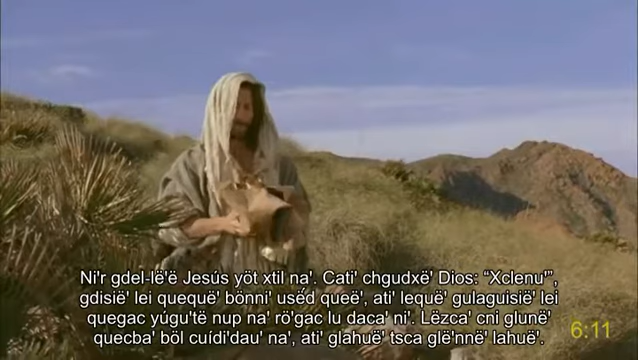 Ni'r gdel-lë'ë Jesús yöt xtil na'. Cati' chgudxë' Dios: “Xclenu'”,
gdisië' lei quequë' bönni' uséd queë', ati' lequë' gulaguisië' lei
quegac yúgu'të nup na' rö'gac lu daca' ni'. Lëzca' cni glunë'
quecba' böl cuídi'dau' na', ati' glahuë' tsca glë'nnë' lahuë'.
6:11